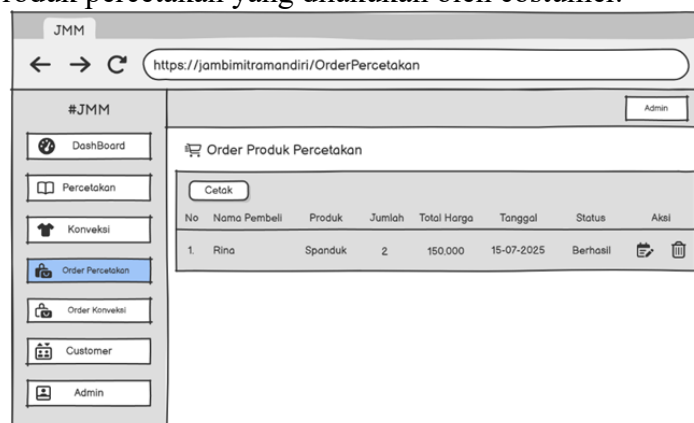 roduk percetakan yang dilakukan oleh costumer.
JMM
https://jambimitramandiri/OrderPercetakan
#JMM
Admin
DashBoard
Order Produk Percetakan
Percetakan
Cetak
No Nama Pembeli Produk Jumlah Total Harga Tanggal Status Aksi
Konveksi
1. Rina Spanduk 2 150,000 15-07-2025 Berhasil
Order Percetakan
Order Konveksi
Customer
Admin